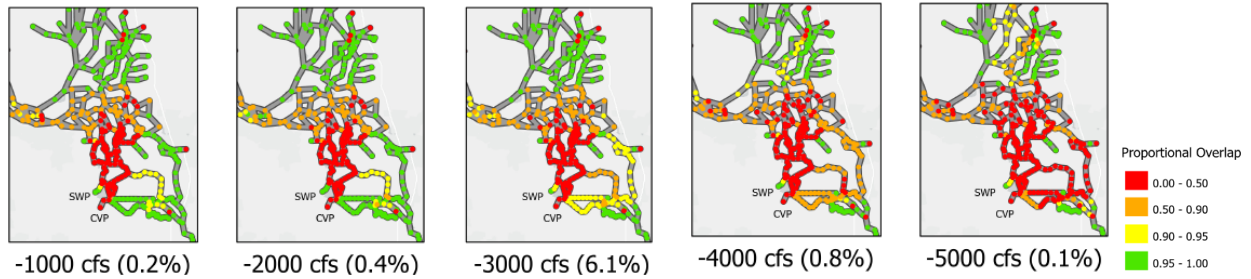 SWP
CVP
-1000 cfs (0.2%)
SWP
CVP
-2000 cfs (0.4%)
SWP
CVP
-3000 cfs (6.1%)
SWP
CVP
-4000 cfs (0.8%)
SWP
CVP
-5000 cfs (0.1%)
Proportional Overlap
0.00 - 0.50
0.50 - 0.90
0.90 - 0.95
0.95 - 1.00